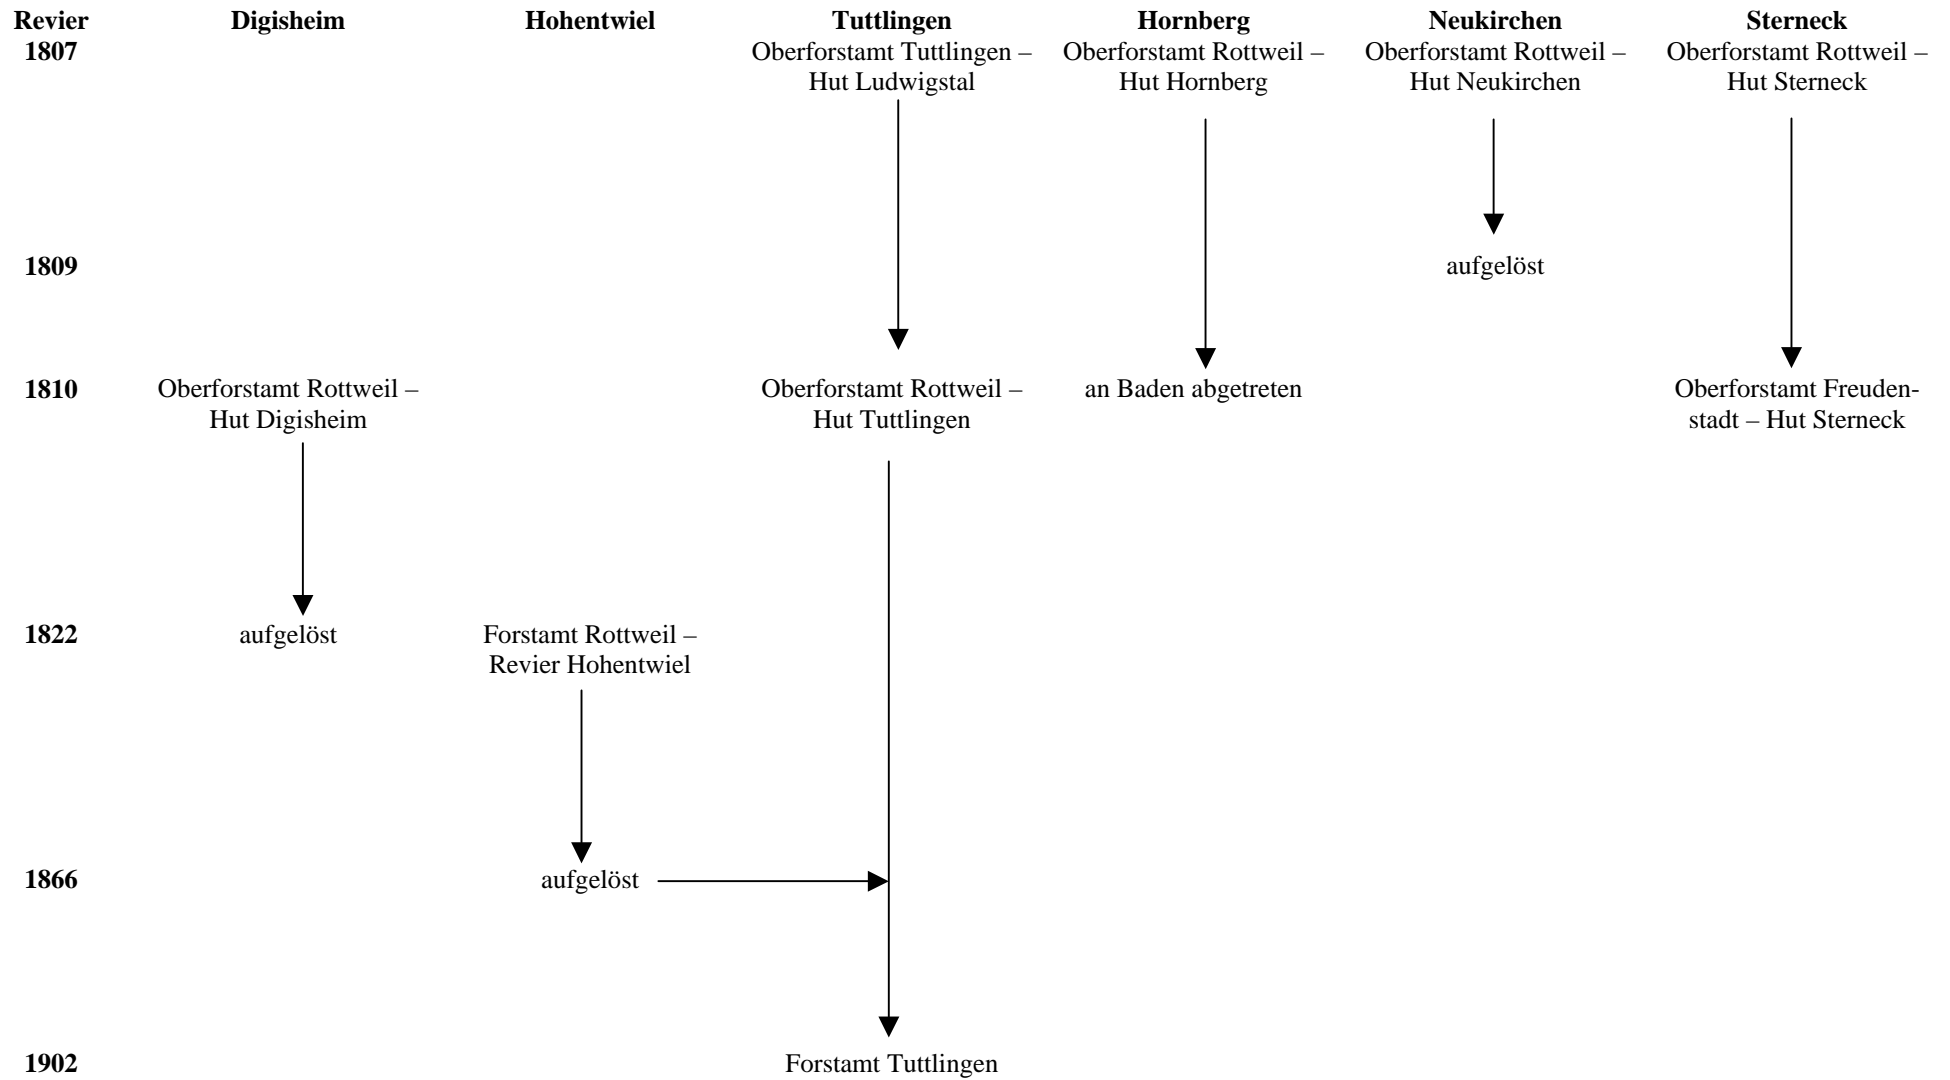 Revier Digisheim Hohentwiel Tuttlingen Hornberg Neukirchen Sterneck
1807 Oberforstamt Tuttlingen – Oberforstamt Rottweil – Oberforstamt Rottweil – Oberforstamt Rottweil –
Hut Ludwigstal Hut Hornberg Hut Neukirchen Hut Sterneck
1809 aufgelöst
1810 Oberforstamt Rottweil – Oberforstamt Rottweil – an Baden abgetreten Oberforstamt Freuden-
Hut Digisheim Hut Tuttlingen stadt – Hut Sterneck
1822 aufgelöst Forstamt Rottweil –
Revier Hohentwiel
1866 aufgelöst
1902 Forstamt Tuttlingen